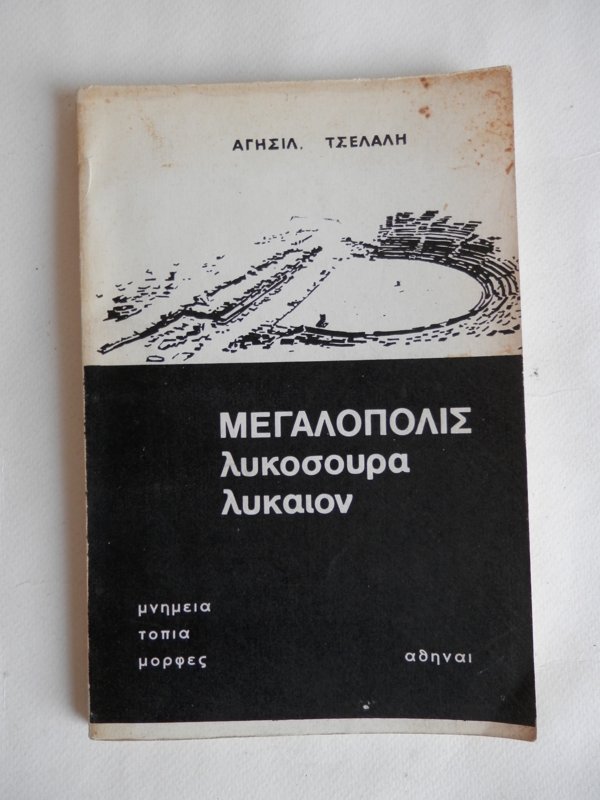 ΑΓΗΣΙΛ. ΤΣΕΛΑΛΗ
ΜΕΓΑΛΟΠΟΛΙΣ
λυκοσουρα
λυκαιον
μνημεια
τοπια
μορφες αθηναι